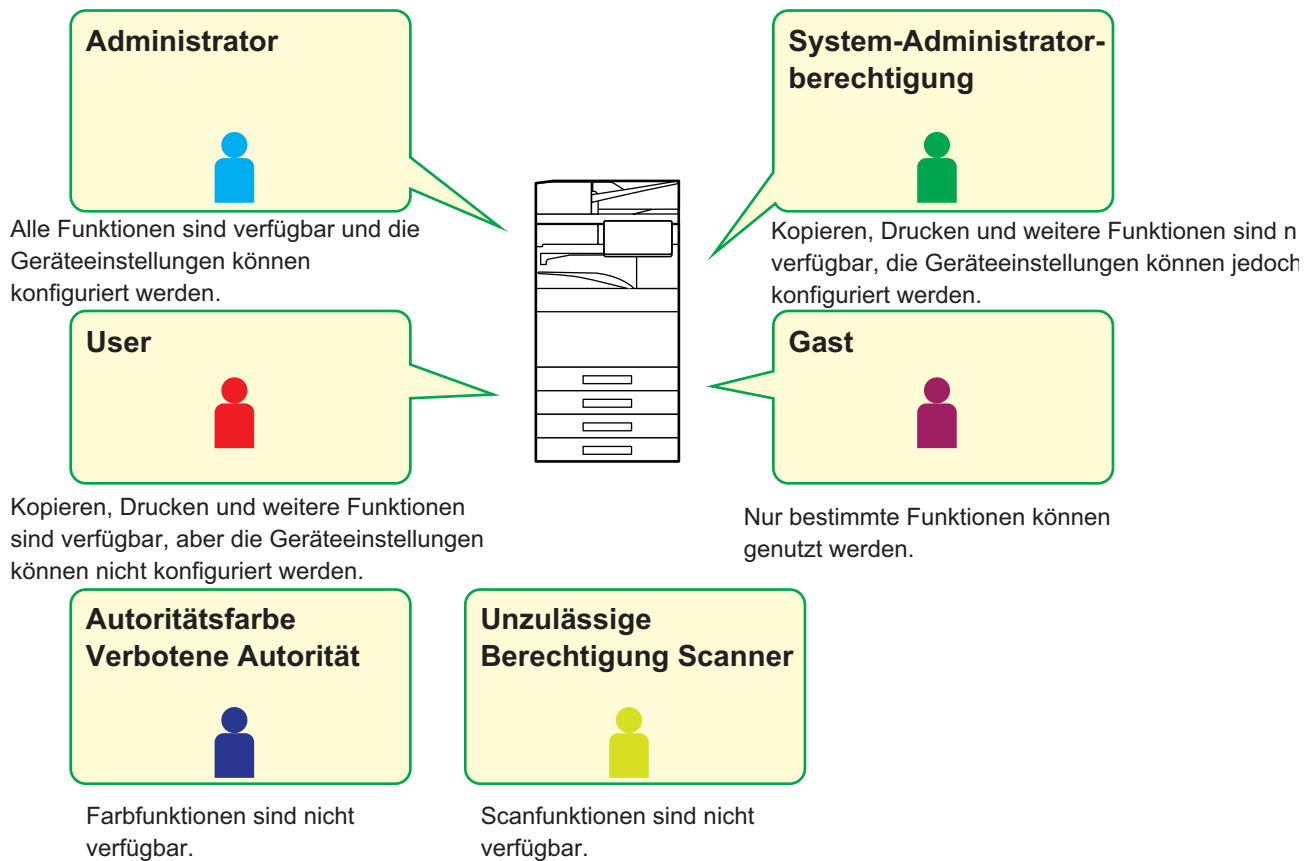 Administrator
Alle Funktionen sind verfügbar und die
Geräteeinstellungen können
konfiguriert werden.
System-Administrator-
berechtigung
Kopieren, Drucken und weitere Funktionen sind n
verfügbar, die Geräteeinstellungen können jedoch
konfiguriert werden.
User
Kopieren, Drucken und weitere Funktionen
sind verfügbar, aber die Geräteeinstellungen
können nicht konfiguriert werden.
Gast
Nur bestimmte Funktionen können
genutzt werden.
Autoritätsfarbe
Verbotene Autorität
Farbfunktionen sind nicht
verfügbar.
Unzulässige
Berechtigung Scanner
Scanfunktionen sind nicht
verfügbar.